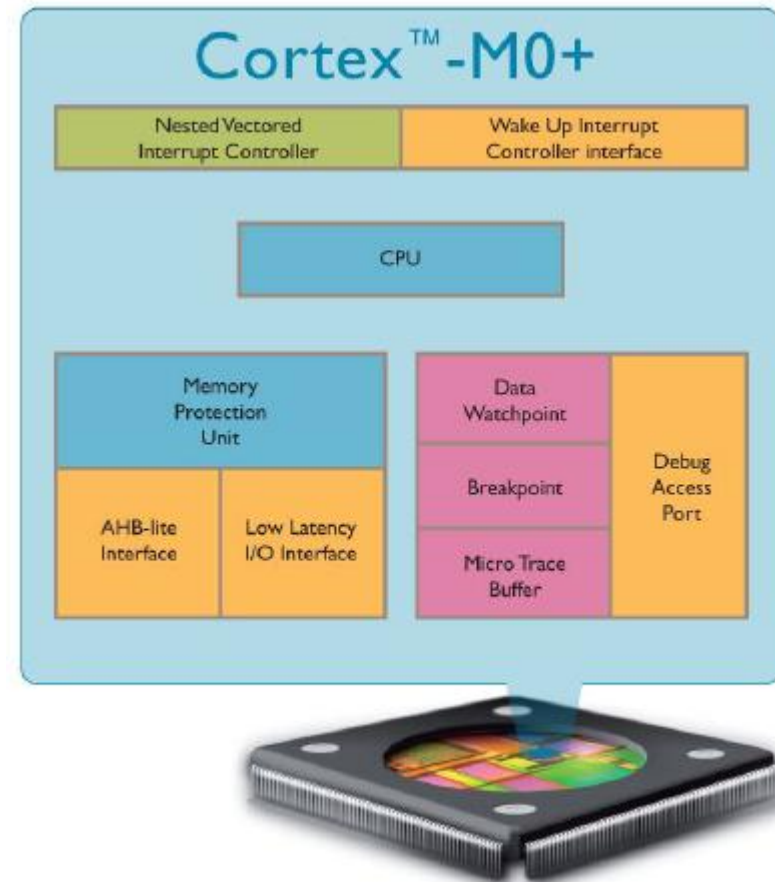 Cortex™-M0+
Nested Vectored
Interrupt Controller
Wake Up Interrupt
Controller interface
CPU
Memory
Protection
Unit
AHB-lite
Interface
Low Latency
I/O Interface
Data
Watchpoint
Breakpoint
Micro Trace
Buffer
Debug
Access
Port